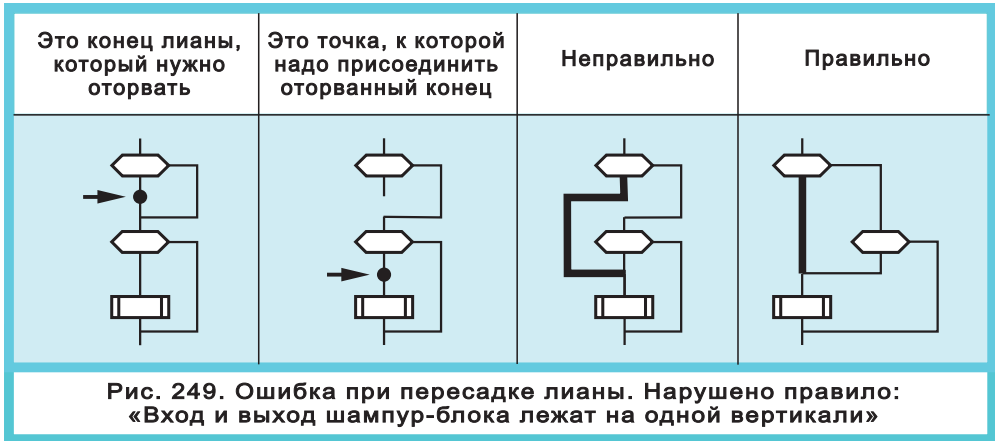 Это конец лианы,
который нужно
оторвать
Это точка, к которой
надо присоединить
оторванный конец
Неправильно
Правильно
Рис. 249. Ошибка при пересадке лианы. Нарушено правило:
«Вход и выход шампур-блока лежат на одной вертикали»